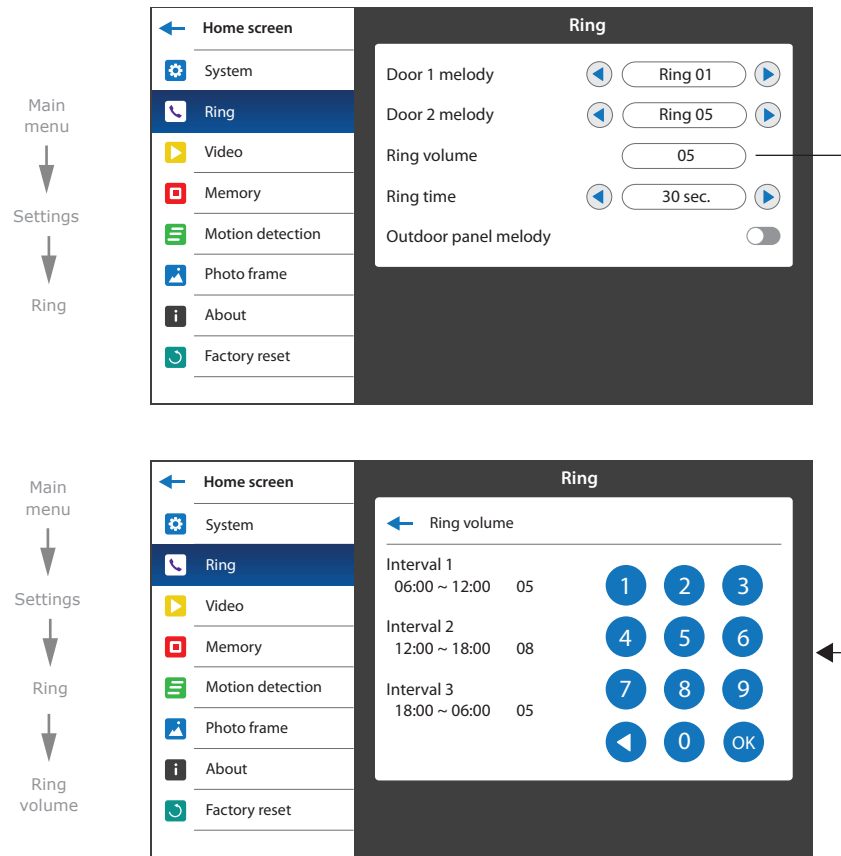 Main
menu
Settings
Ring
Home screen
System
Ring
Video
Memory
Motion detection
Photo frame
i About
Factory reset
Ring
Door 1 melody Ring 01
Door 2 melody Ring 05
Ring volume 05
Ring time 30 sec.
Outdoor panel melody
Main
menu
Settings
Ring
Ring
volume
Home screen
System
Ring
Video
Memory
Motion detection
Photo frame
i About
Factory reset
Ring
Ring volume
Interval 1
06:00 ~ 12:00 05
Interval 2
12:00 ~ 18:00 08
Interval 3
18:00 ~ 06:00 05
1 2 3
4 5 6
7 8 9
0 OK